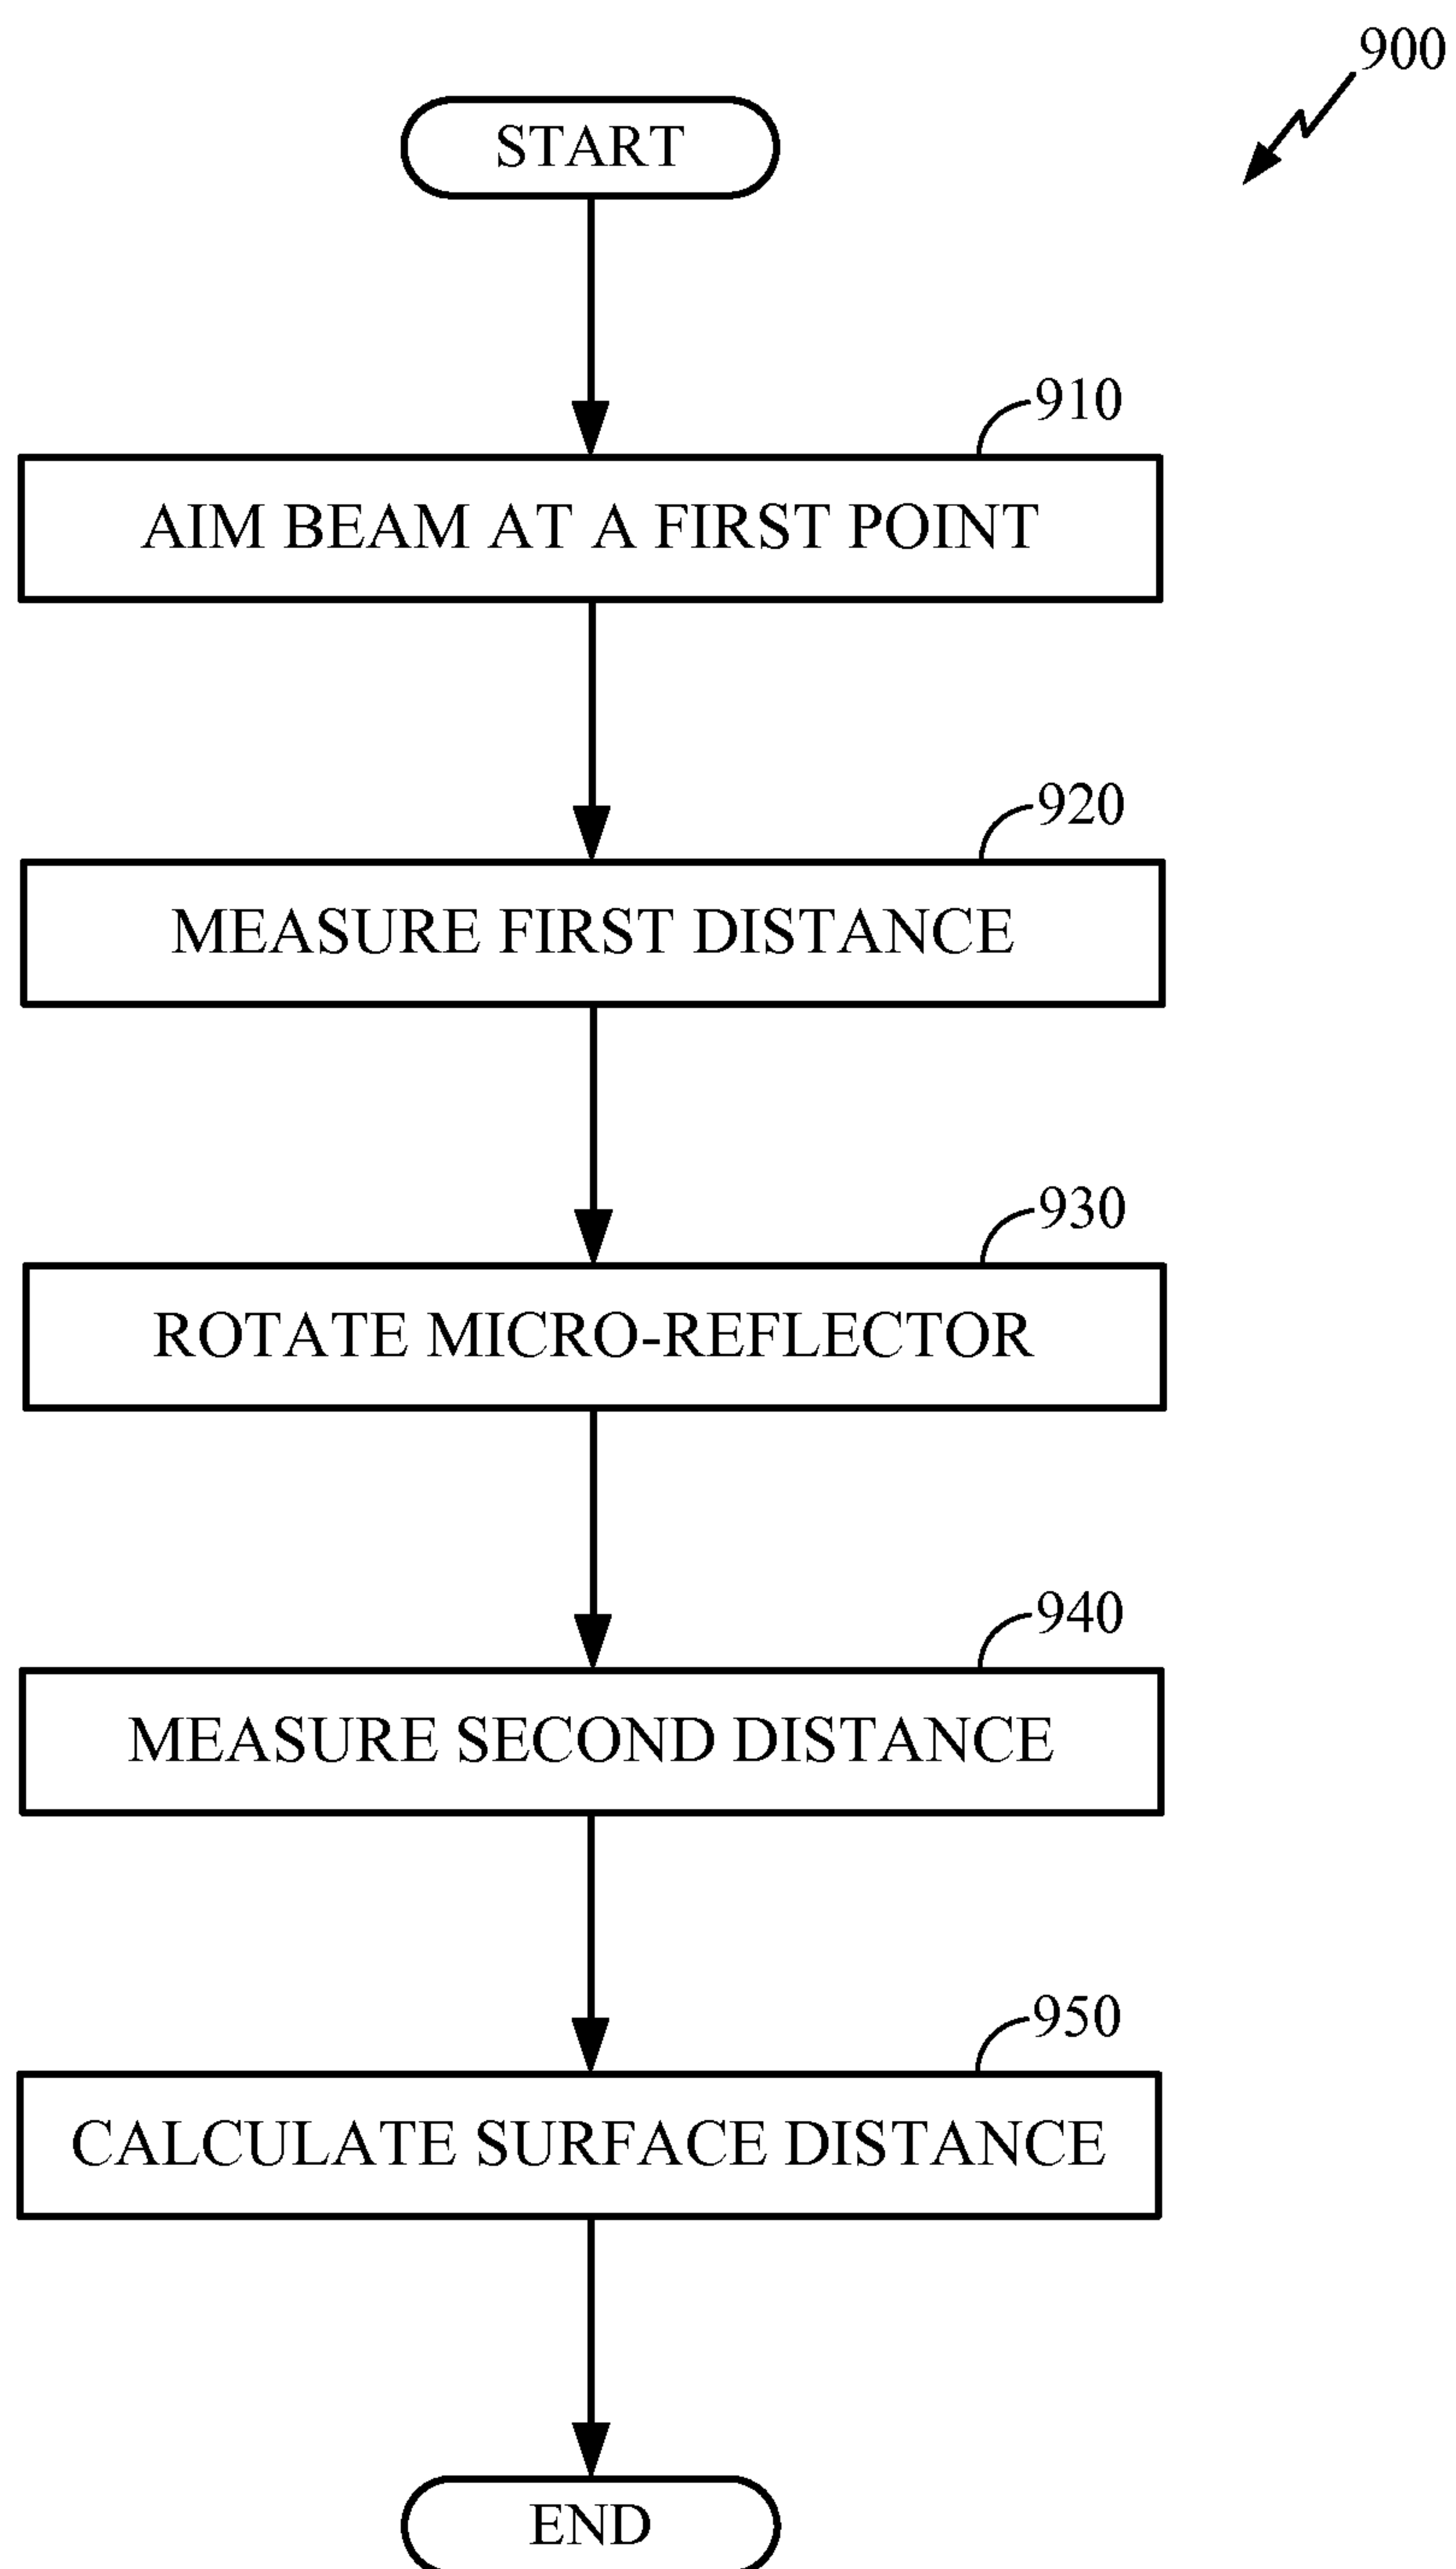 900
START
910
AIM BEAM AT A FIRST POINT
920
MEASURE FIRST DISTANCE
930
ROTATE MICRO-REFLECTOR
940
MEASURE SECOND DISTANCE
950
CALCULATE SURFACE DISTANCE
END